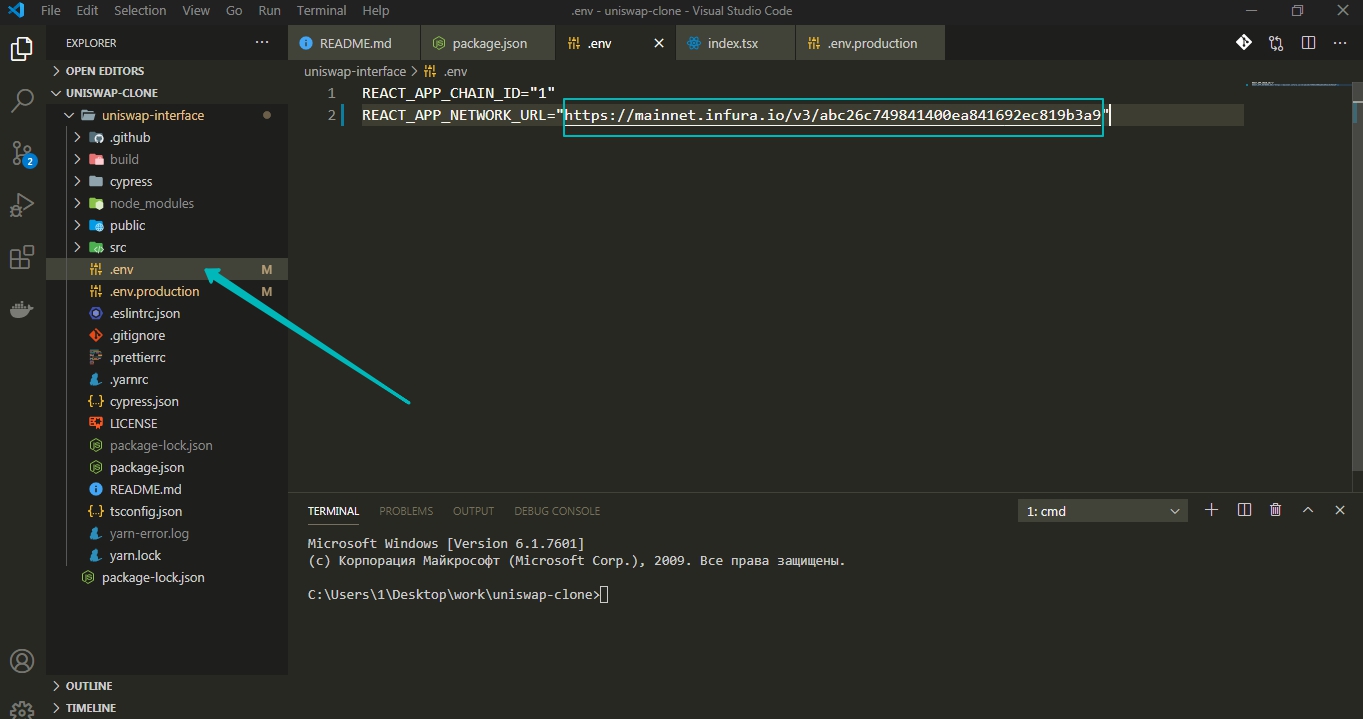 File Edit Selection View Go Run Terminal Help
.env - uniswap-clone - Visual Studio Code
EXPLORER
README.md package.json .env index.tsx .env.production
OPEN EDITORS
UNISWAP-CLONE
uniswap-interface
.github
build
cypress
node_modules
public
src
.env M
.env.production M
.eslintrc.json
.gitignore
.prettierrc
.yarnrc
cypress.json
LICENSE
package-lock.json
package.json
README.md
tsconfig.json
yarn-error.log
yarn.lock
package-lock.json
OUTLINE
TIMELINE
2
uniswap-interface > .env
1 REACT_APP_CHAIN_ID="1"
2 REACT_APP_NETWORK_URL="https://mainnet.infura.io/v3/abc26c749841400ea841692ec819b3a9"
TERMINAL PROBLEMS OUTPUT DEBUG CONSOLE
1: cmd
Microsoft Windows [Version 6.1.7601]
(c) Корпорация Майкрософт (Microsoft Corp.), 2009. Все права защищены.
C:\Users\1\Desktop\work\uniswap-clone>